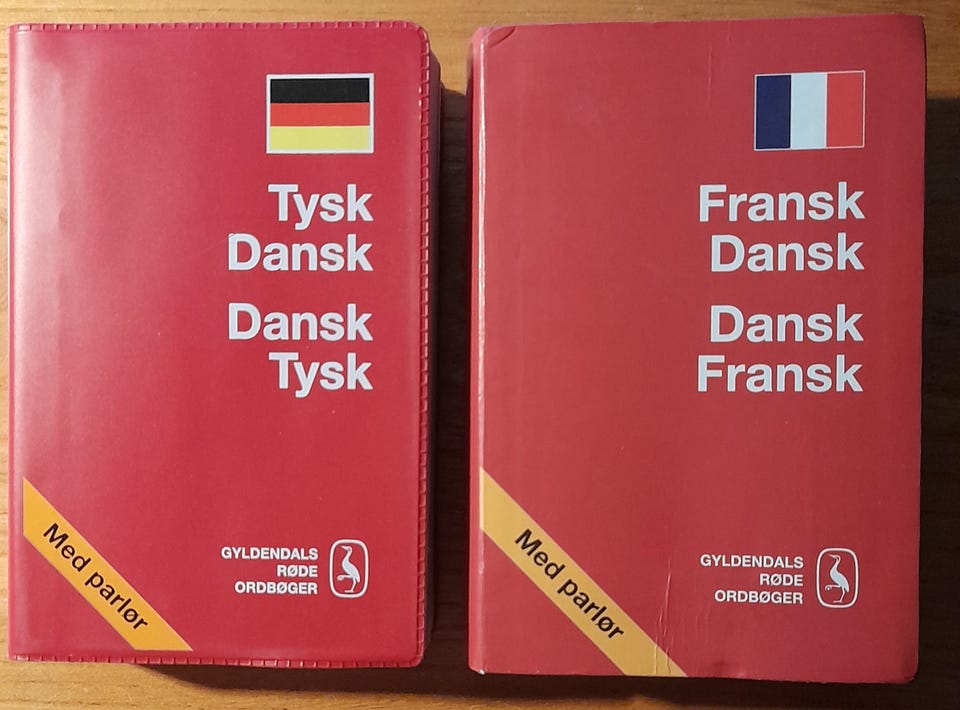 Tysk
Dansk
Dansk
Tysk
Med parlør
GYLDENDALS
RØDE
ORDBØGER
Fransk
Dansk
Dansk
Fransk
Med parlør
GYLDENDALS
RØDE
ORDBØGER